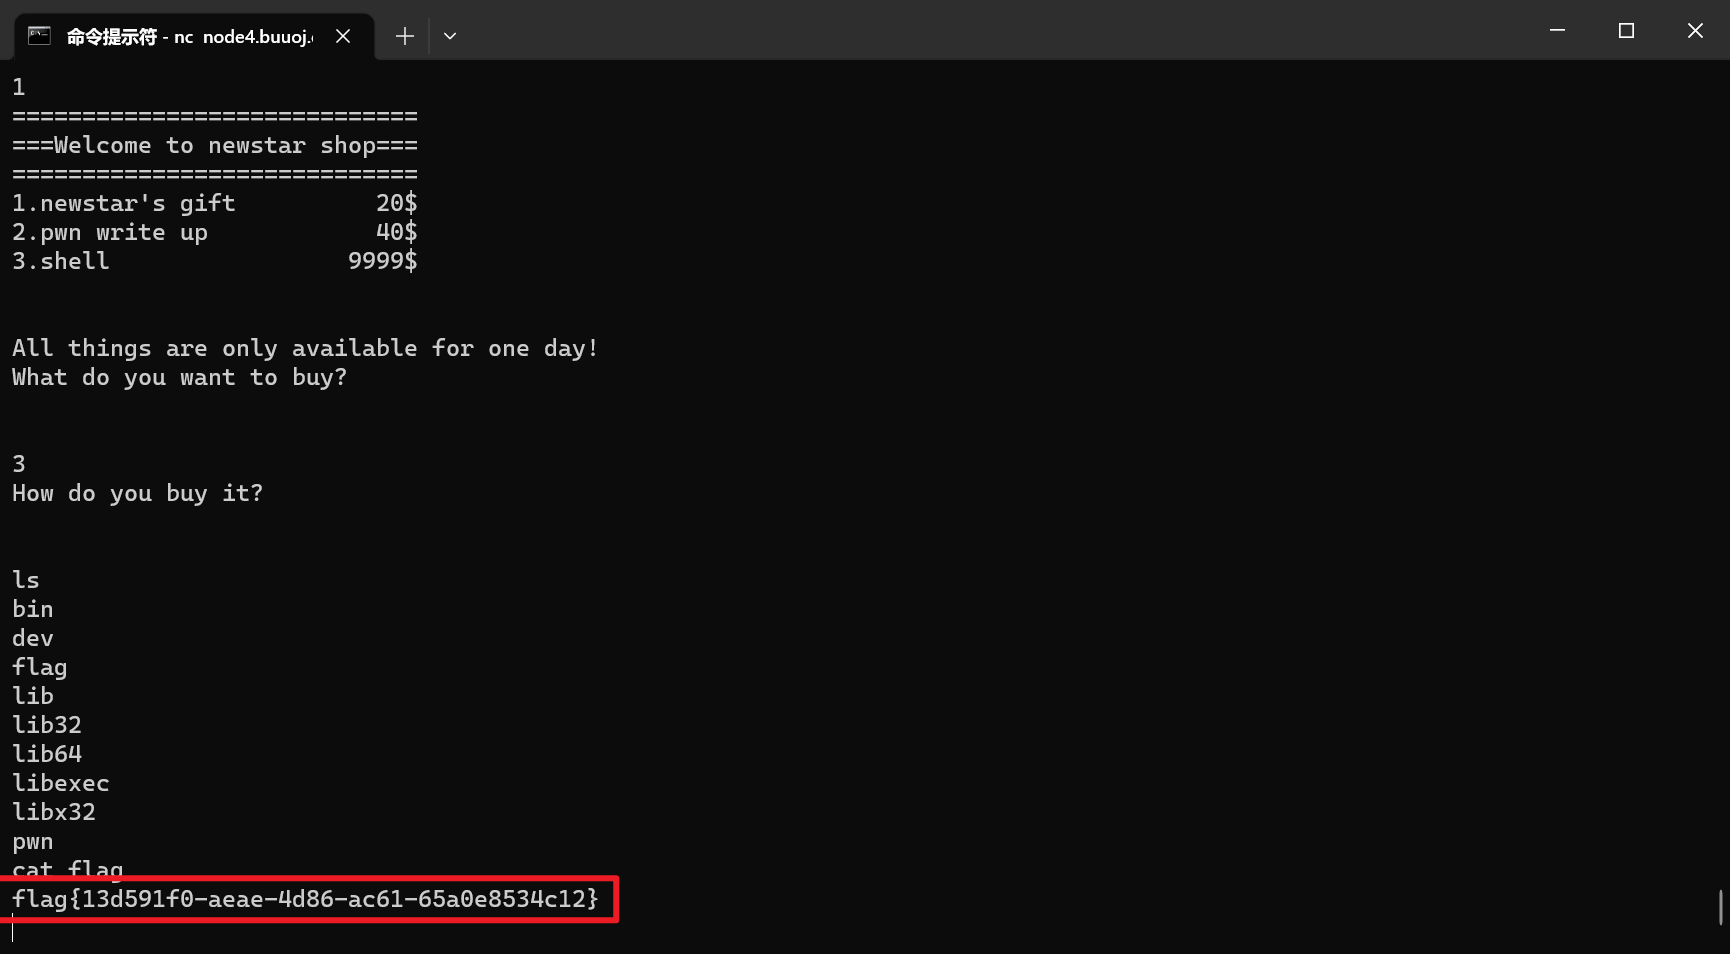 命令提示符 - nc node4.buuoj.
1
=============================
===Welcome to newstar shop===
=============================
1.newstar's gift          20$
2.pwn write up            40$
3.shell                 9999$
All things are only available for one day!
What do you want to buy?
3
How do you buy it?
ls
bin
dev
flag
lib
lib32
lib64
libexec
libx32
pwn
cat flag
flag{13d591f0-aeae-4d86-ac61-65a0e8534c12}